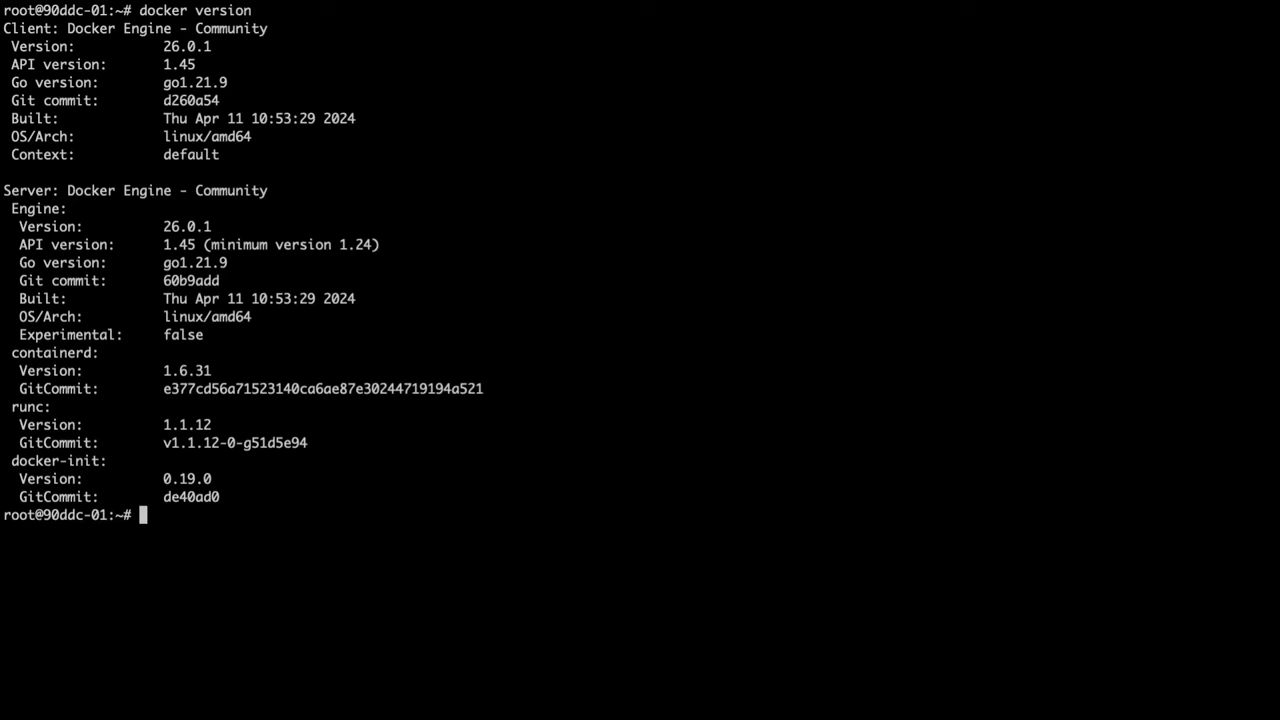 root@90ddc-01:~# docker version
Client: Docker Engine - Community
Version: 26.0.1
API version: 1.45
Go version: go1.21.9
Git commit: d260a54
Built: Thu Apr 11 10:53:29 2024
OS/Arch: linux/amd64
Context: default
Server: Docker Engine - Community
Engine:
Version: 26.0.1
API version: 1.45 (minimum version 1.24)
Go version: go1.21.9
Git commit: 60b9add
Built: Thu Apr 11 10:53:29 2024
OS/Arch: linux/amd64
Experimental: false
containerd:
Version: 1.6.31
GitCommit: e377cd56a71523140ca6ae87e30244719194a521
runc:
Version: 1.1.12
GitCommit: v1.1.12-0-g51d5e94
docker-init:
Version: 0.19.0
GitCommit: de40ad0
root@90ddc-01:~#